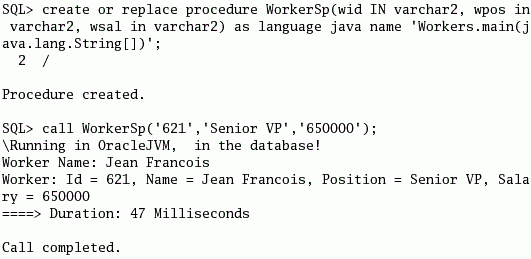 SQL> create or replace procedure WorkerSp(wid IN varchar2, wpos in
varchar2, wsal in varchar2) as language java name 'Workers.main(j
ava.lang.String[])';
2 /
Procedure created.
SQL> call WorkerSp('621','Senior VP','650000');
\Running in OracleJVM, in the database!
Worker Name: Jean Francois
Worker: Id = 621, Name = Jean Francois, Position = Senior VP, Sala
ry = 650000
====> Duration: 47 Milliseconds
Call completed.